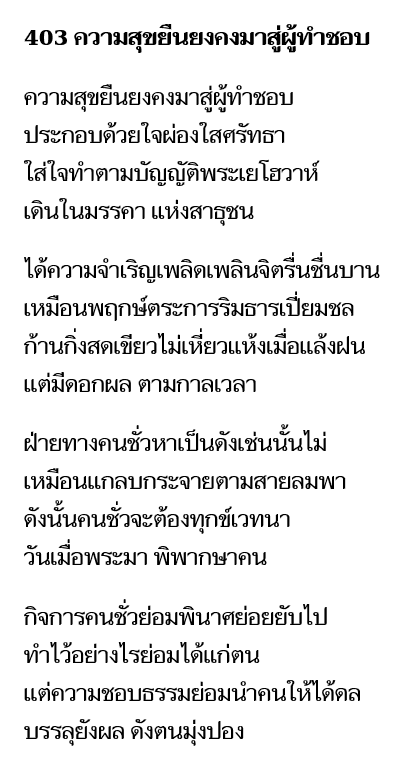 403 ความสุขยืนยงคงมาสู่ผู้ทำชอบ
ความสุขยืนยงคงมาสู่ผู้ทำชอบ
ประกอบด้วยใจผ่องใสศรัทธา
ใส่ใจทำตามบัญญัติพระเยโฮวาห์
เดินในมรรคา แห่งสาธุชน
ได้ความจำเริญเพลิดเพลินจิตรื่นชื่นบาน
เหมือนพฤกษ์ตระการริมธารเปี่ยมชล
ก้านกิ่งสดเขียวไม่เหี่ยวแห้งเมื่อแล้งฝน
แต่มีดอกผล ตามกาลเวลา
ฝ่ายทางคนชั่วหาเป็นดังเช่นนั้นไม่
เหมือนแกลบกระจายตามสายลมพา
ดังนั้นคนชั่วจะต้องทุกข์เวทนา
วันเมื่อพระมา พิพากษาคน
กิจการคนชั่วย่อมพินาศย่อยยับไป
ทำไว้อย่างไรย่อมได้แก่ตน
แต่ความชอบธรรมย่อมนำคนให้ได้ดล
บรรลุยังผล ดังตนมุ่งปอง